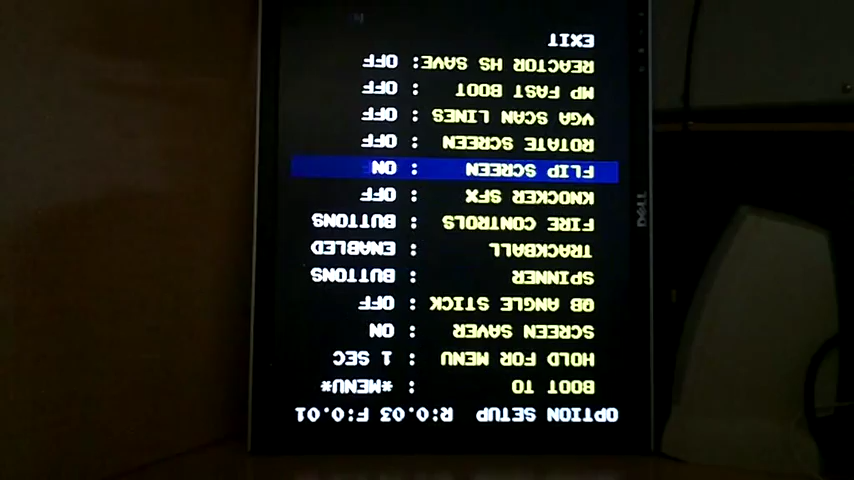 OPTION SETUP R:0.03 F:0.01
BOOT TO : *MENU*
HOLD FOR MENU : 1 SEC
SCREEN SAVER : ON
QB ANGLE STICK : OFF
SPINNER : BUTTONS
TRACKBALL : ENABLED
FIRE CONTROLS : BUTTONS
KNOCKER SFX : OFF
FLIP SCREEN : ON
ROTATE SCREEN : OFF
VGA SCAN LINES : OFF
MP FAST BOOT : OFF
REACTOR HS SAVE: OFF
EXIT
DELL